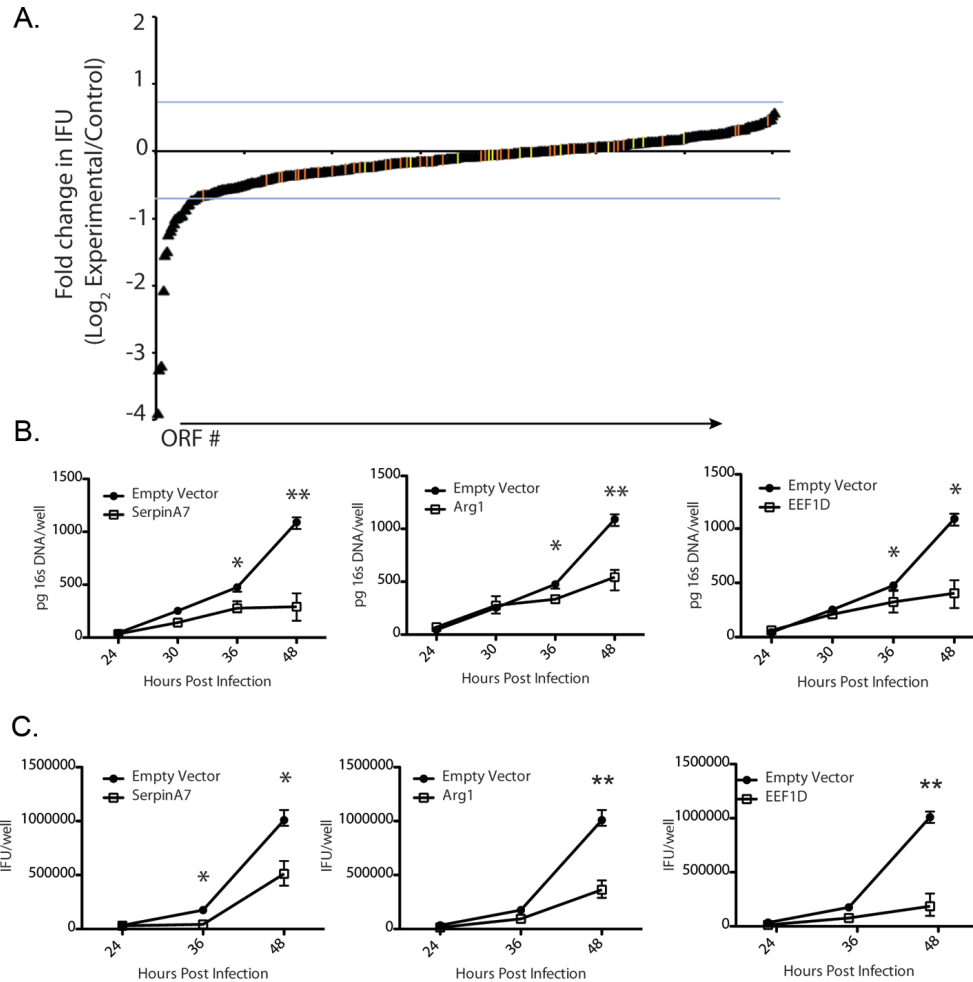 A.
Fold change in IFU
(Log2 Experimental/Control)
2
1
0
-1
-2
-3
-4
ORF #
B.
pg 16s DNA/well
1500
1000
500
0
Empty Vector
SerpinA7
*
**
24
30
36
48
Hours Post Infection
pg 16s DNA/well
1500
1000
500
0
Empty Vector
Arg1
*
**
24
30
36
48
Hours Post Infection
pg 16s DNA/well
1500
1000
500
0
Empty Vector
EEF1D
*
*
24
30
36
48
Hours Post Infection
C.
IFU/well
1500000
1000000
500000
0
Empty Vector
SerpinA7
*
*
24
36
48
Hours Post Infection
IFU/well
1500000
1000000
500000
0
Empty Vector
Arg1
**
24
36
48
Hours Post Infection
IFU/well
1500000
1000000
500000
0
Empty Vector
EEF1D
**
24
36
48
Hours Post Infection